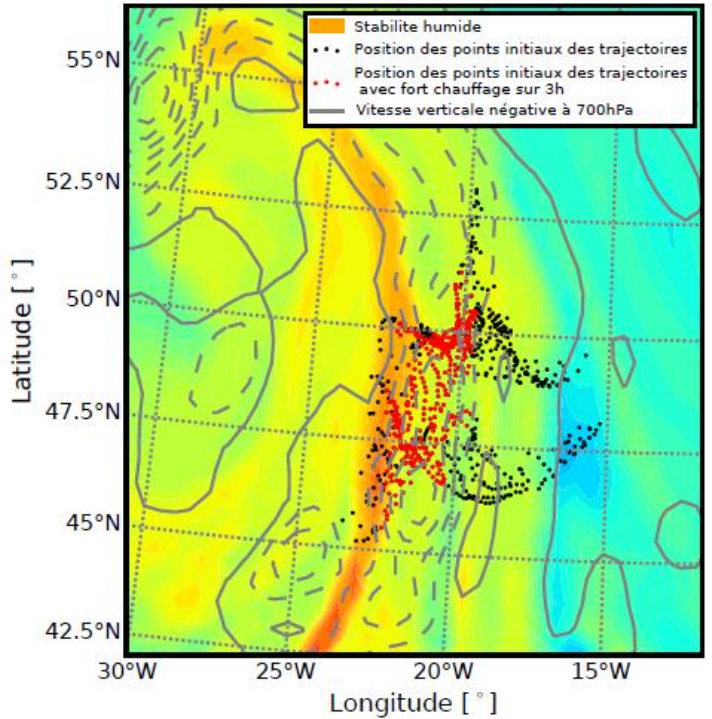 Stabilite humide
Position des points initiaux des trajectoires
Position des points initiaux des trajectoires
avec fort chauffage sur 3h
Vitesse verticale négative à 700hPa
55°N
52.5°N
50°N
47.5°N
45°N
42.5°N
Latitude [°]
30°W
25°W
20°W
15°W
Longitude [°]